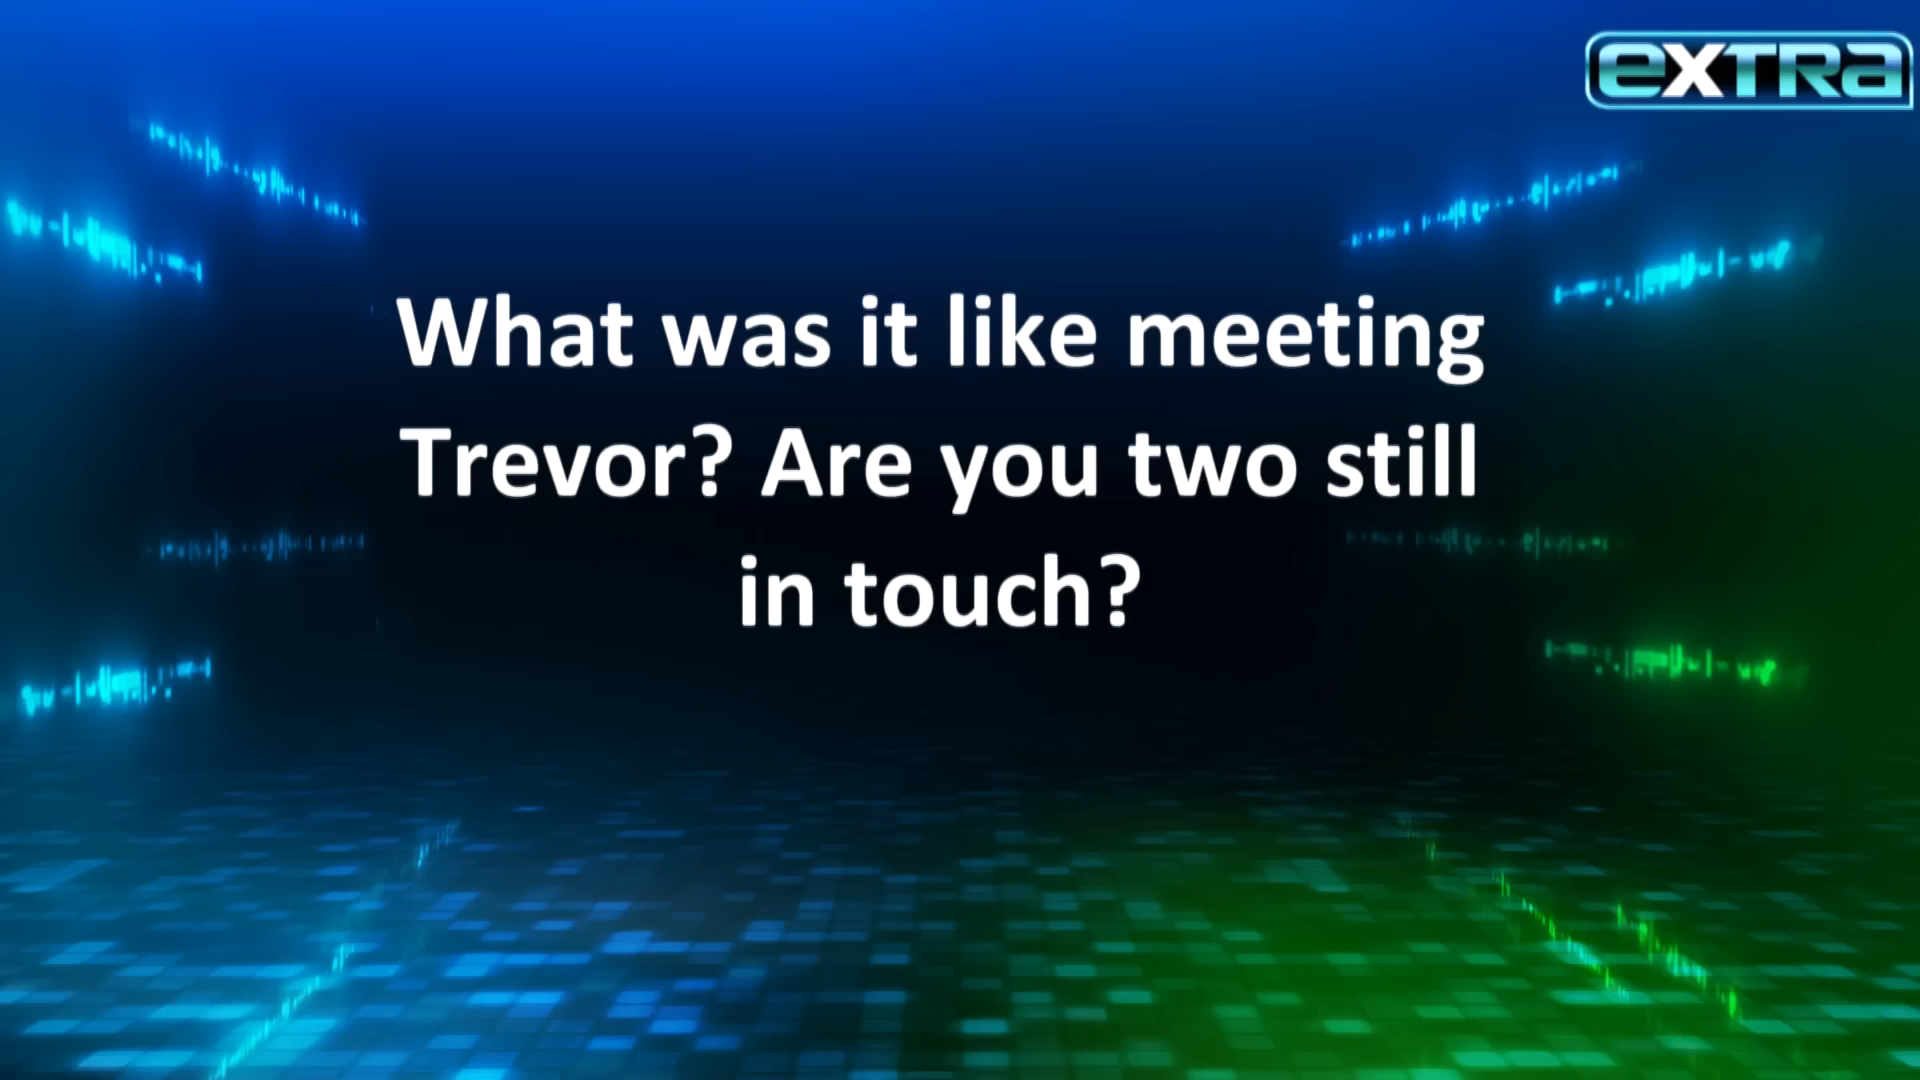 eXTRa
What was it like meeting
Trevor? Are you two still
in touch?